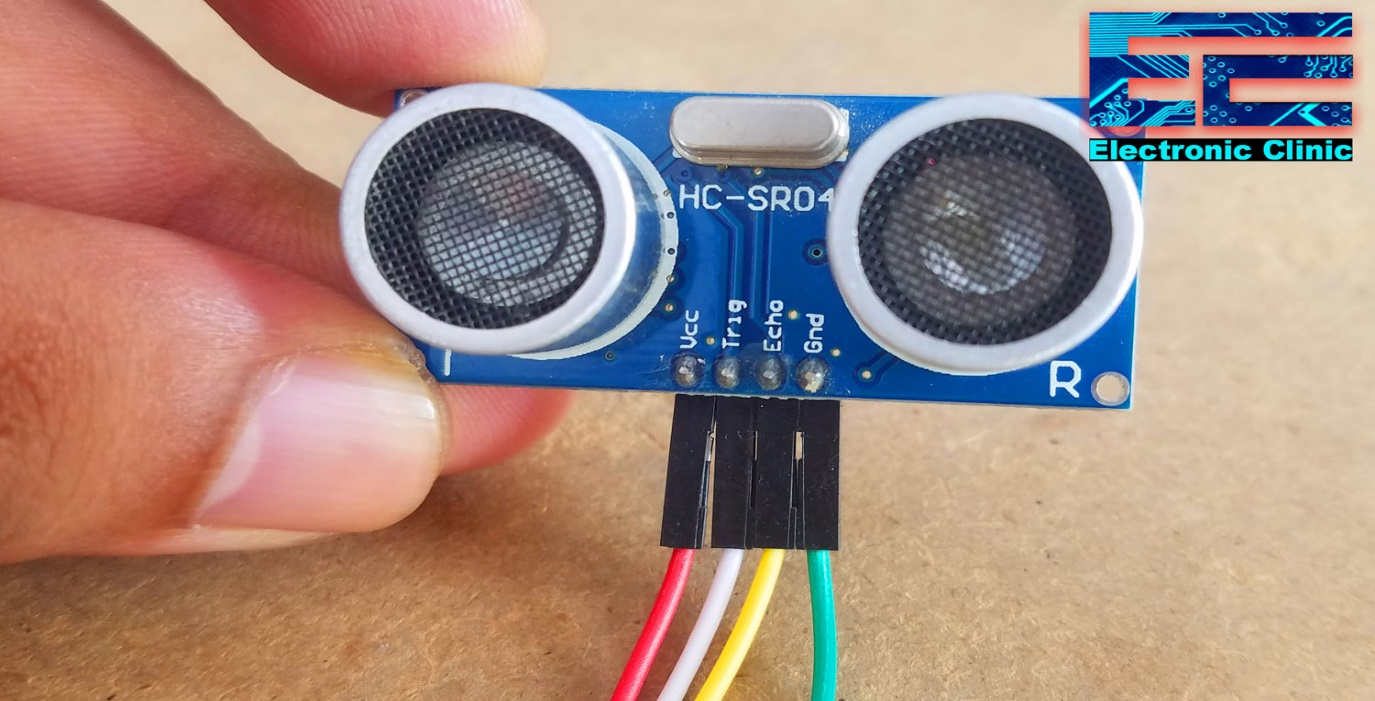 Electronic Clinic
HC-SR04
Vcc
Trig
Echo
Gnd
R